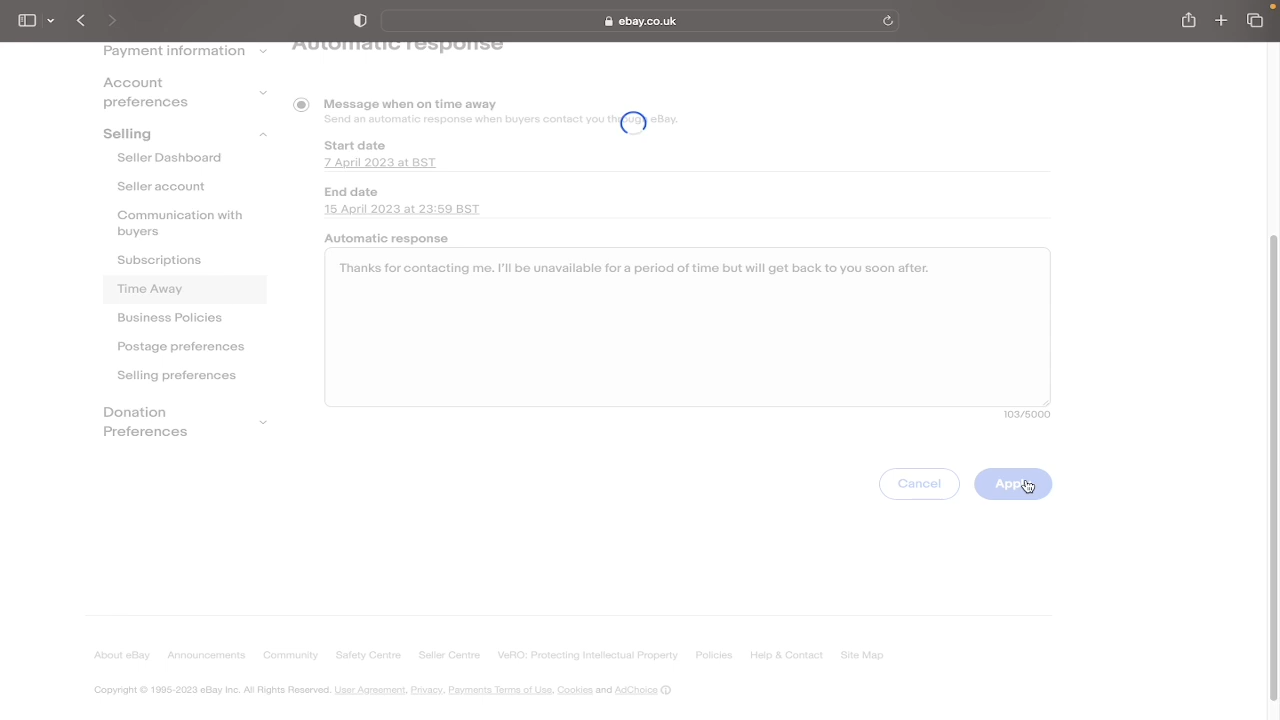 ebay.co.uk
Automatic response
Payment information
Account
preferences
Selling
Seller Dashboard
Seller account
Communication with
buyers
Subscriptions
Time Away
Business Policies
Postage preferences
Selling preferences
Donation
Preferences
Message when on time away
Send an automatic response when buyers contact you through eBay.
Start date
7 April 2023 at BST
End date
15 April 2023 at 23:59 BST
Automatic response
Thanks for contacting me. I’ll be unavailable for a period of time but will get back to you soon after.
103/5000
Cancel
Apply
About eBay Announcements Community Safety Centre Seller Centre VeRO: Protecting Intellectual Property Policies Help & Contact Site Map
Copyright © 1995-2023 eBay Inc. All Rights Reserved. User Agreement, Privacy, Payments Terms of Use, Cookies and AdChoice